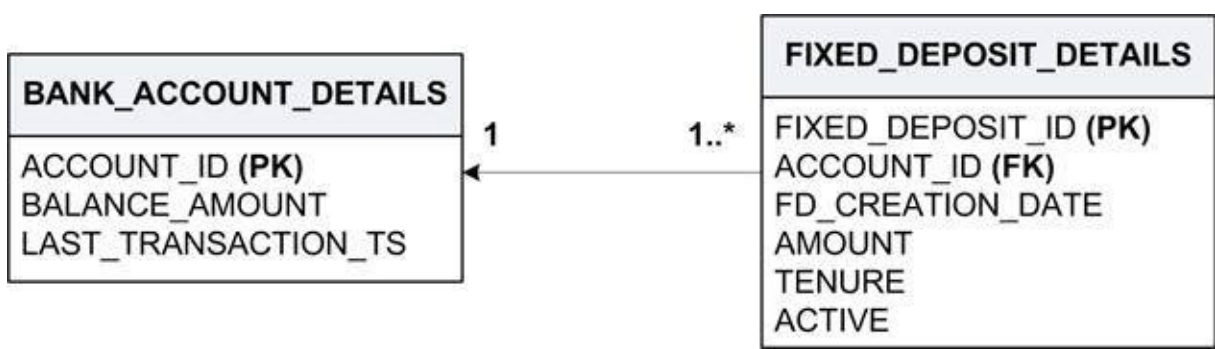 BANK_ACCOUNT_DETAILS
ACCOUNT_ID (PK)
BALANCE_AMOUNT
LAST_TRANSACTION_TS
1
1..*
FIXED_DEPOSIT_DETAILS
FIXED_DEPOSIT_ID (PK)
ACCOUNT_ID (FK)
FD_CREATION_DATE
AMOUNT
TENURE
ACTIVE